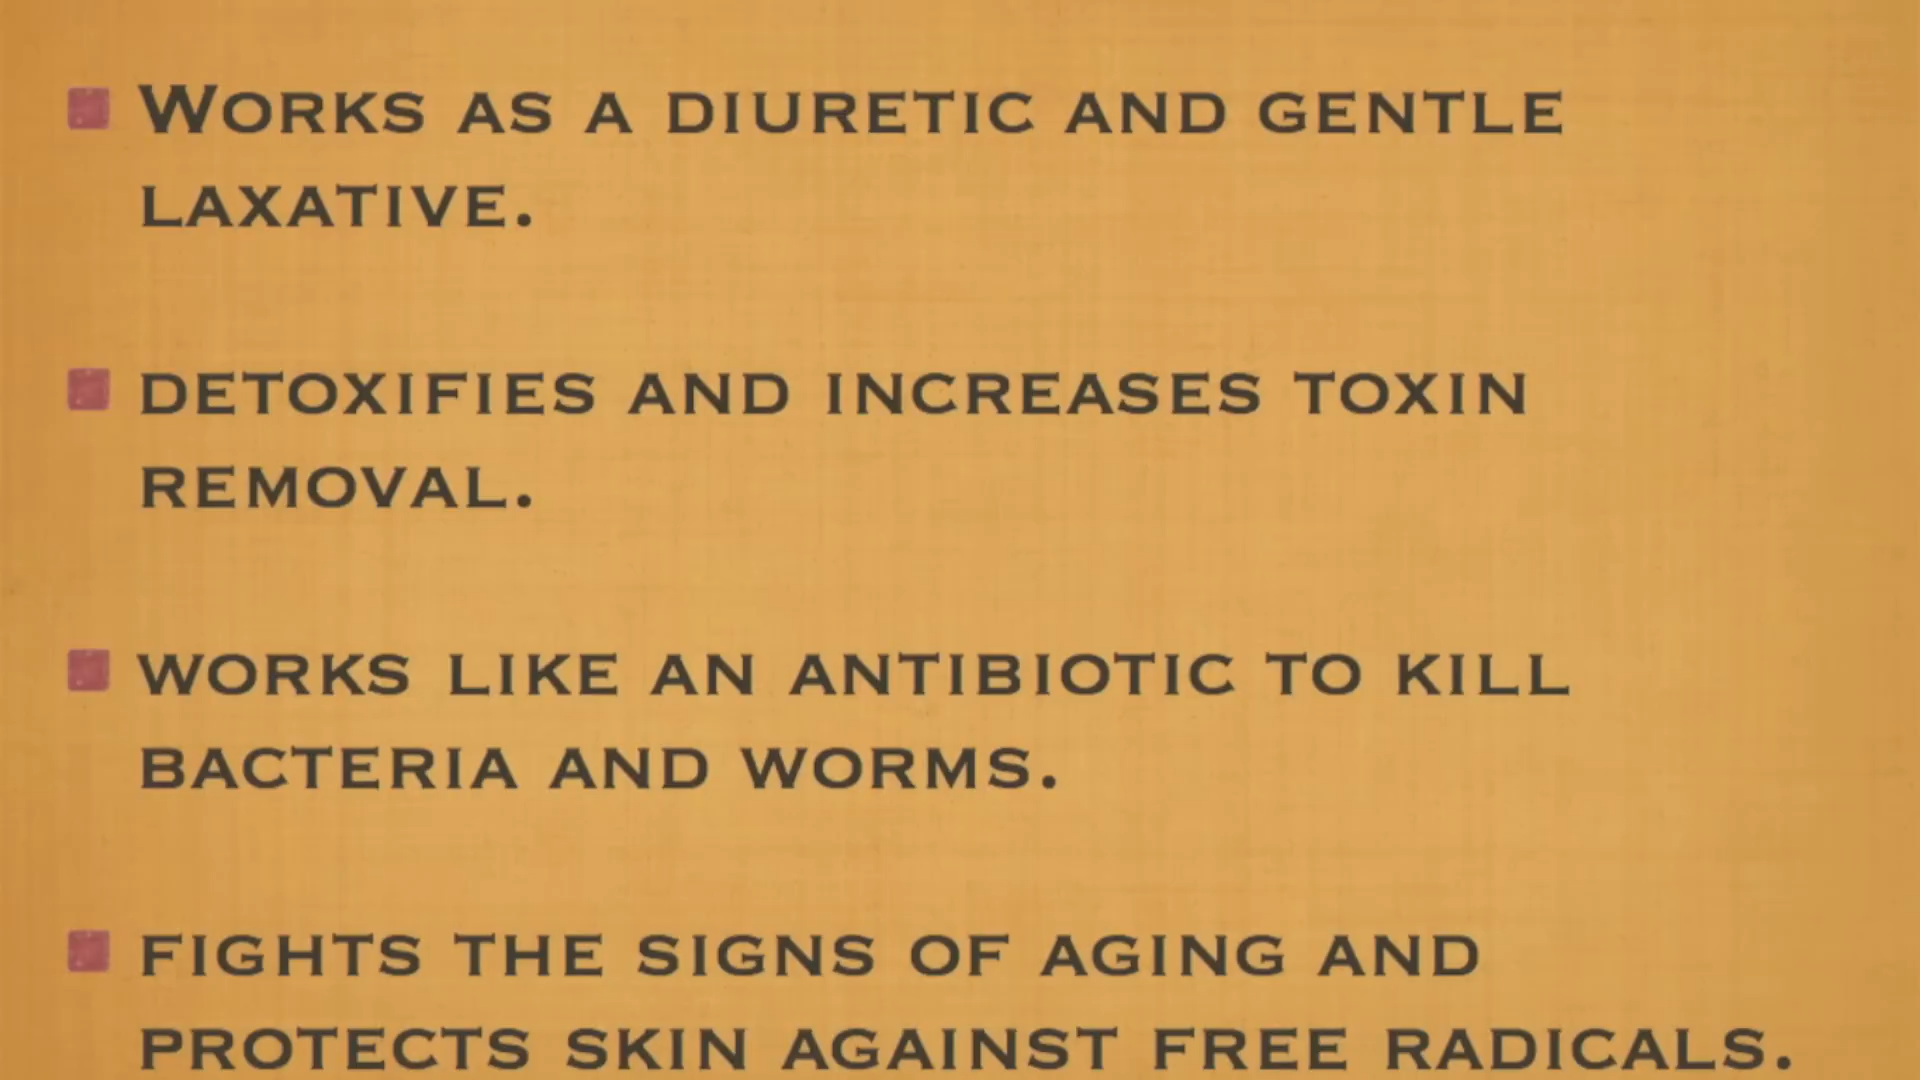 Works as a diuretic and gentle
laxative.
detoxifies and increases toxin
removal.
works like an antibiotic to kill
bacteria and worms.
fights the signs of aging and
protects skin against free radicals.